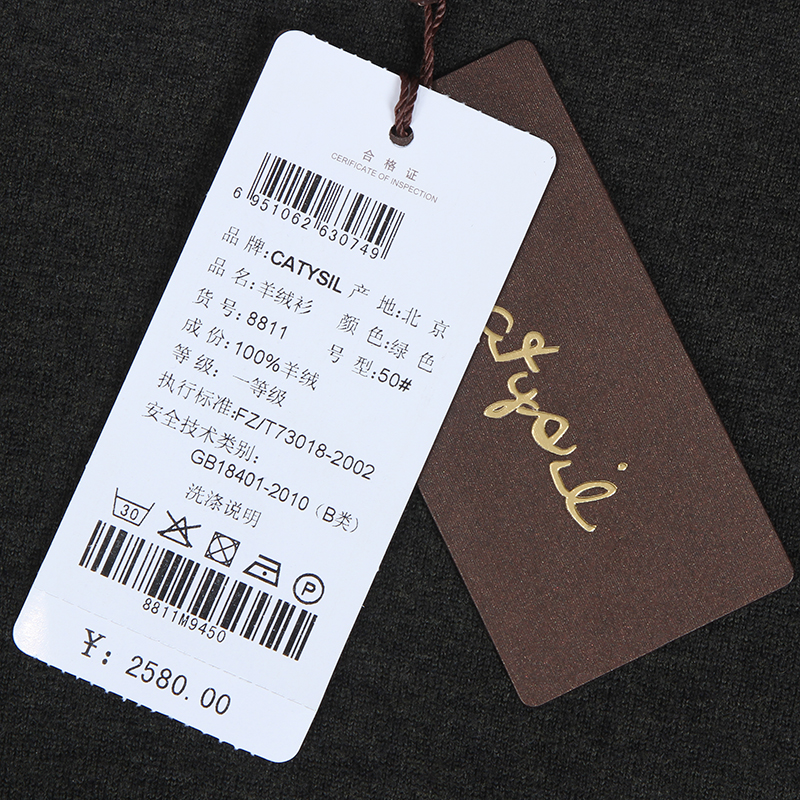 合格证
CERIFICATE OF INSPECTION
6 951062 630749
品牌:CATYSIL 产地:北京
品名:羊绒衫 颜色:绿色
货号:8811 号型:50#
成份:100%羊绒
等级:一等级
执行标准:FZ/T73018-2002
安全技术类别:
GB18401-2010（B类）
洗涤说明
30 P
8811M9450
¥: 2580.00
atysil